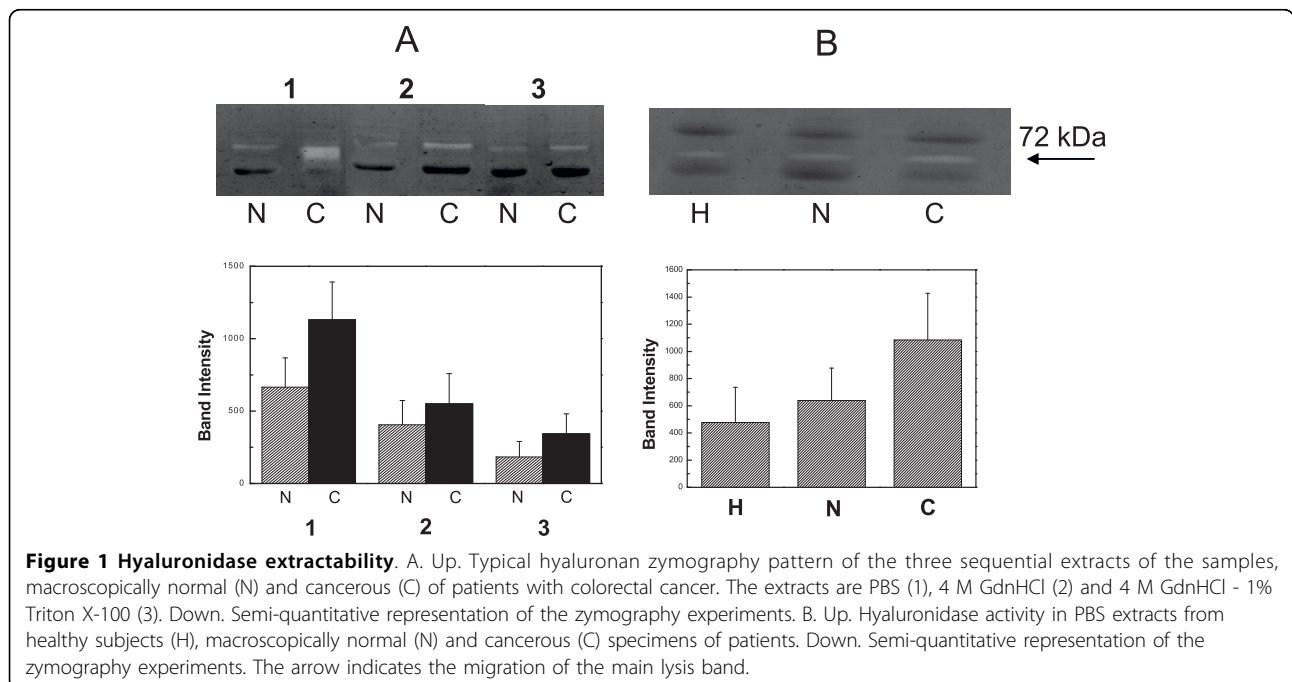 A
B
1 2 3
72 kDa
N C N C N C
H N C
1500
1000
500
0
Band Intensity
N C N C N C
1 2 3
1600
1400
1200
1000
800
600
400
200
0
Band Intensity
H N C
Figure 1 Hyaluronidase extractability. A. Up. Typical hyaluronan zymography pattern of the three sequential extracts of the samples,
macroscopically normal (N) and cancerous (C) of patients with colorectal cancer. The extracts are PBS (1), 4 M GdnHCl (2) and 4 M GdnHCl - 1%
Triton X-100 (3). Down. Semi-quantitative representation of the zymography experiments. B. Up. Hyaluronidase activity in PBS extracts from
healthy subjects (H), macroscopically normal (N) and cancerous (C) specimens of patients. Down. Semi-quantitative representation of the
zymography experiments. The arrow indicates the migration of the main lysis band.